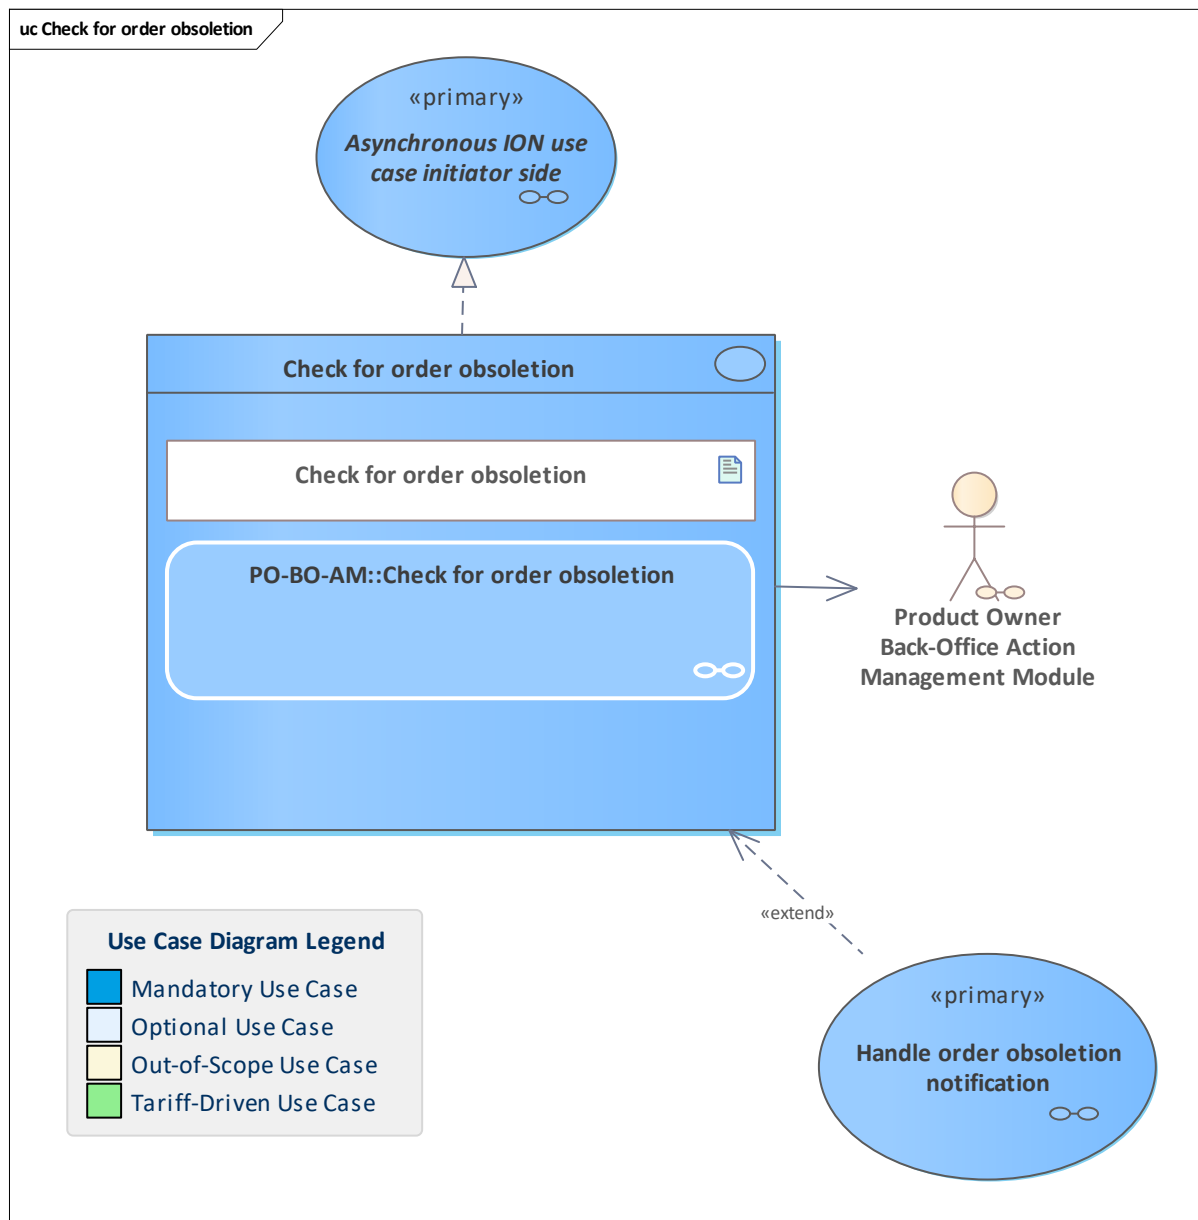 uc Check for order obsoletion
«primary»
Asynchronous ION use
case initiator side
Check for order obsoletion
Check for order obsoletion
PO-BO-AM::Check for order obsoletion
Product Owner
Back-Office Action
Management Module
«extend»
«primary»
Handle order obsoletion
notification
Use Case Diagram Legend
Mandatory Use Case
Optional Use Case
Out-of-Scope Use Case
Tariff-Driven Use Case